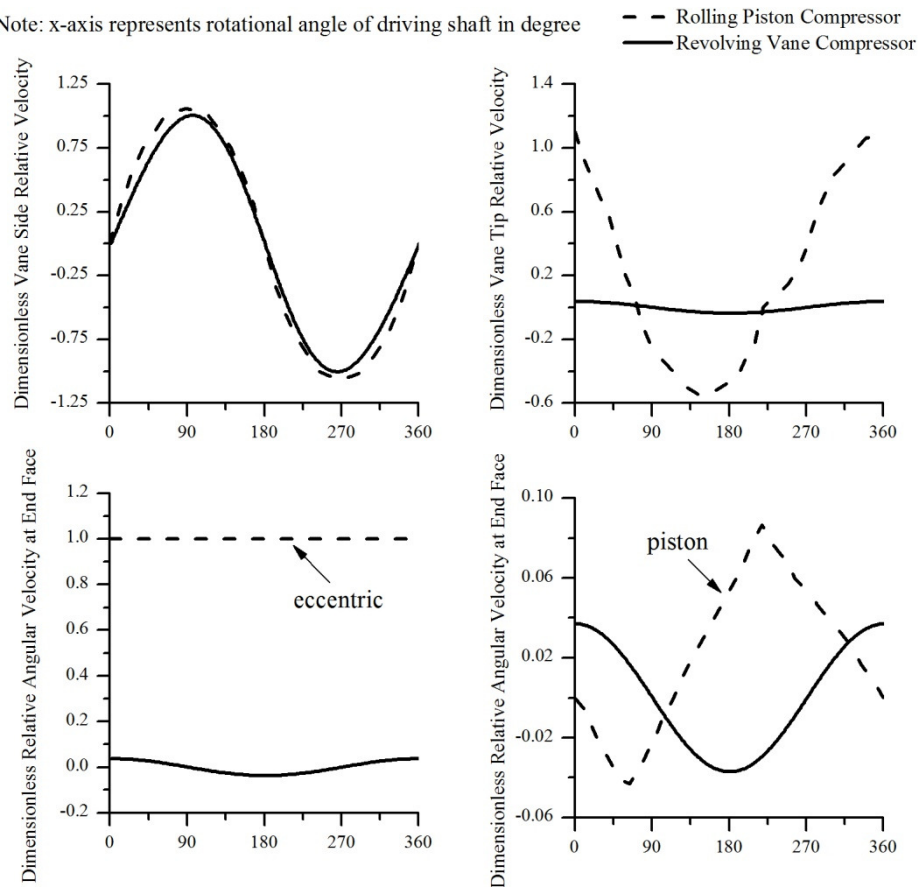 Note: x-axis represents rotational angle of driving shaft in degree
Rolling Piston Compressor
Revolving Vane Compressor
Dimensionless Vane Side Relative Velocity
1.25
0.75
0.25
-0.25
-0.75
-1.25
0 90 180 270 360
Dimensionless Vane Tip Relative Velocity
1.4
1.0
0.6
0.2
-0.2
-0.6
0 90 180 270 360
Dimensionless Relative Angular Velocity at End Face
1.2
1.0
0.8
0.6
0.4
0.2
0.0
-0.2
eccentric
0 90 180 270 360
Dimensionless Relative Angular Velocity at End Face
0.10
0.06
0.02
-0.02
-0.06
piston
0 90 180 270 360